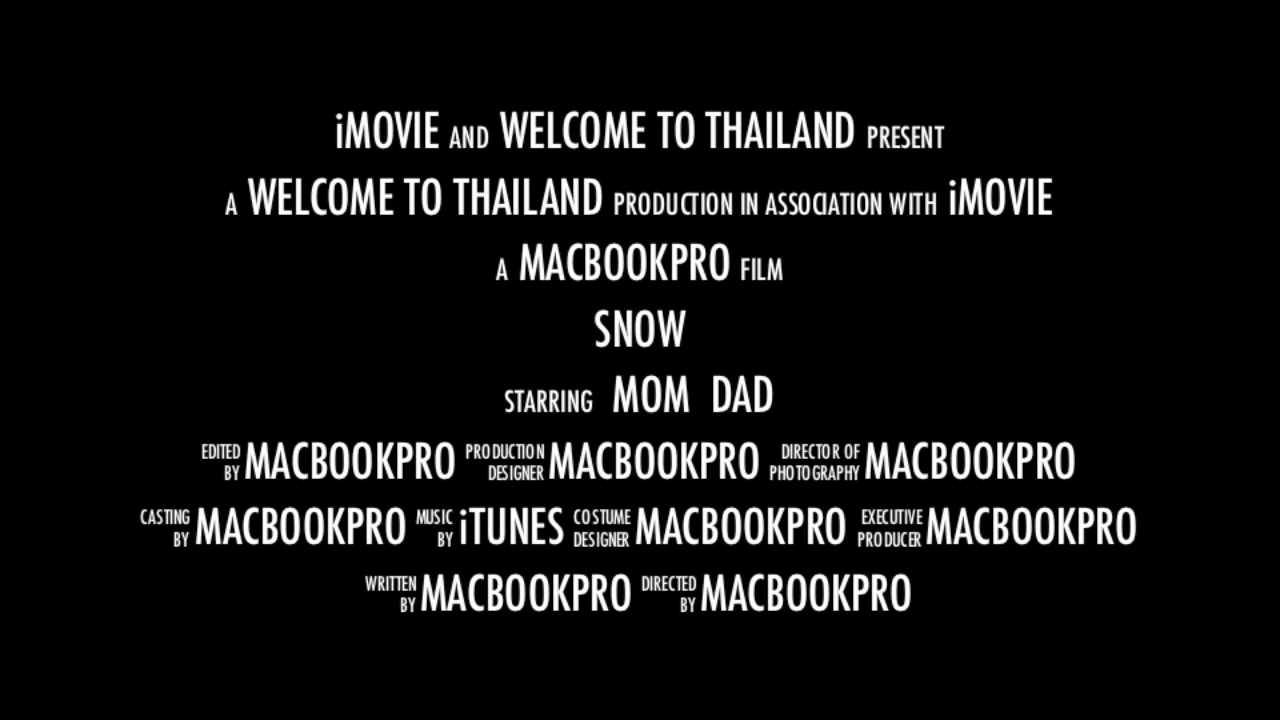 iMOVIE AND WELCOME TO THAILAND PRESENT
A WELCOME TO THAILAND PRODUCTION IN ASSOCIATION WITH iMOVIE
A MACBOOKPRO FILM
SNOW
STARRING MOM DAD
EDITED BY MACBOOKPRO PRODUCTION DESIGNER MACBOOKPRO DIRECTOR OF PHOTOGRAPHY MACBOOKPRO
CASTING BY MACBOOKPRO MUSIC BY iTUNES COSTUME DESIGNER MACBOOKPRO EXECUTIVE PRODUCER MACBOOKPRO
WRITTEN BY MACBOOKPRO DIRECTED BY MACBOOKPRO